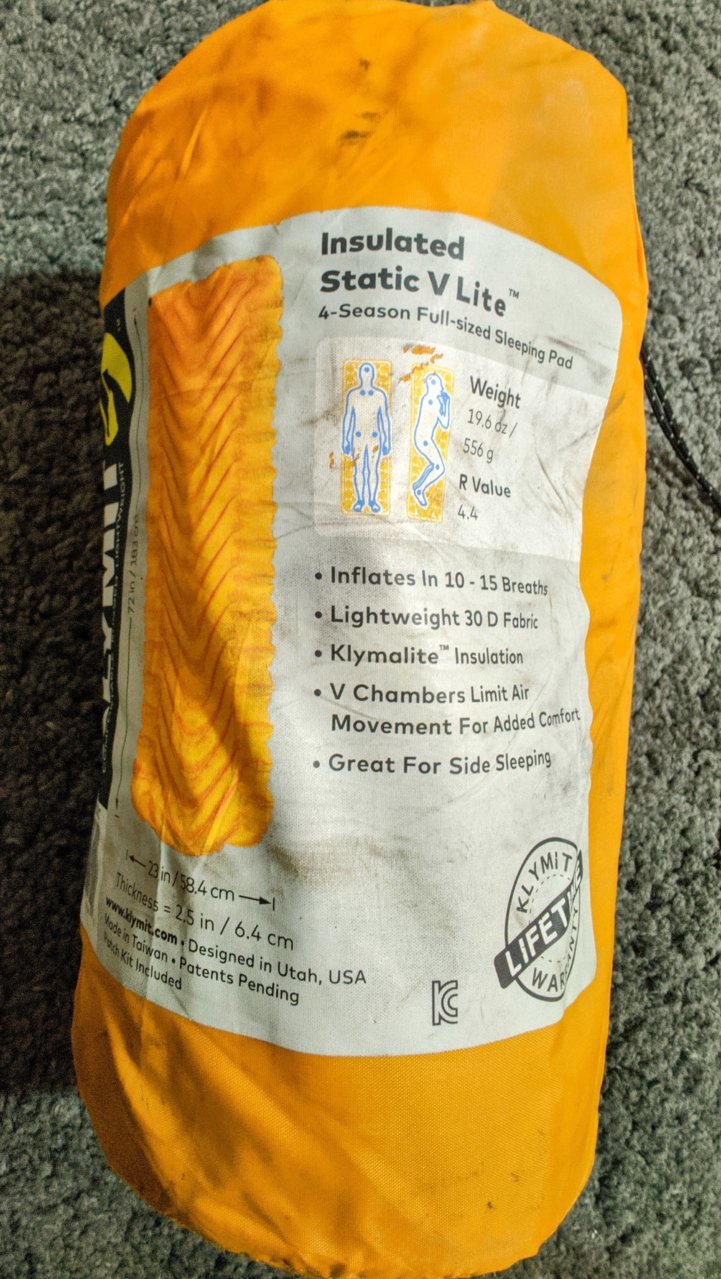 Insulated
Static V Lite™
4-Season Full-sized Sleeping Pad
Weight
19.6 oz /
556 g
R Value
4.4
• Inflates In 10 - 15 Breaths
• Lightweight 30 D Fabric
• Klymalite™ Insulation
• V Chambers Limit Air
Movement For Added Comfort
• Great For Side Sleeping
72 in / 183 cm
23 in / 58.4 cm
Thickness = 2.5 in / 6.4 cm
www.klymit.com • Designed in Utah, USA
Made in Taiwan • Patents Pending
Patch Kit Included
KLYMIT
LIFETIME
WARRANTY
KC
KLYMIT